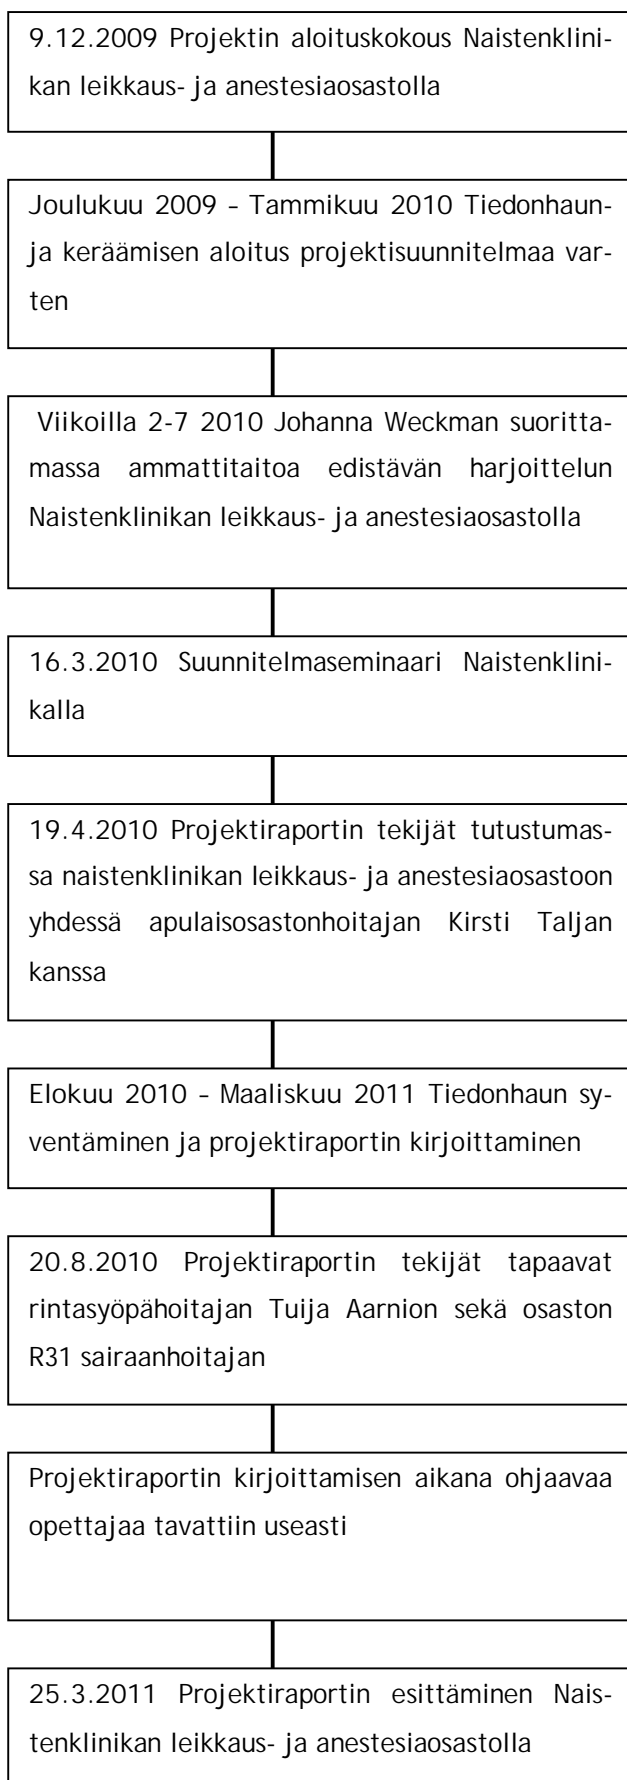 9.12.2009 Projektin aloituskokous Naistenklini-
kan leikkaus- ja anestesiaosastolla
Joulukuu 2009 – Tammikuu 2010 Tiedonhaun-
ja keräämisen aloitus projektisuunnitelmaa var-
ten
Viikoilla 2-7 2010 Johanna Weckman suoritta-
massa ammattitaitoa edistävän harjoittelun
Naistenklinikan leikkaus- ja anestesiaosastolla
16.3.2010 Suunnitelmaseminaari Naistenklini-
kalla
19.4.2010 Projektiraportin tekijät tutustumas-
sa naistenklinikan leikkaus- ja anestesiaosastoon
yhdessä apulaisosastonhoitajan Kirsti Taljan
kanssa
Elokuu 2010 – Maaliskuu 2011 Tiedonhaun sy-
ventäminen ja projektiraportin kirjoittaminen
20.8.2010 Projektiraportin tekijät tapaavat
rintasyöpähoitajan Tuija Aarnion sekä osaston
R31 sairaanhoitajan
Projektiraportin kirjoittamisen aikana ohjaavaa
opettajaa tavattiin useasti
25.3.2011 Projektiraportin esittäminen Nais-
tenklinikan leikkaus- ja anestesiaosastolla